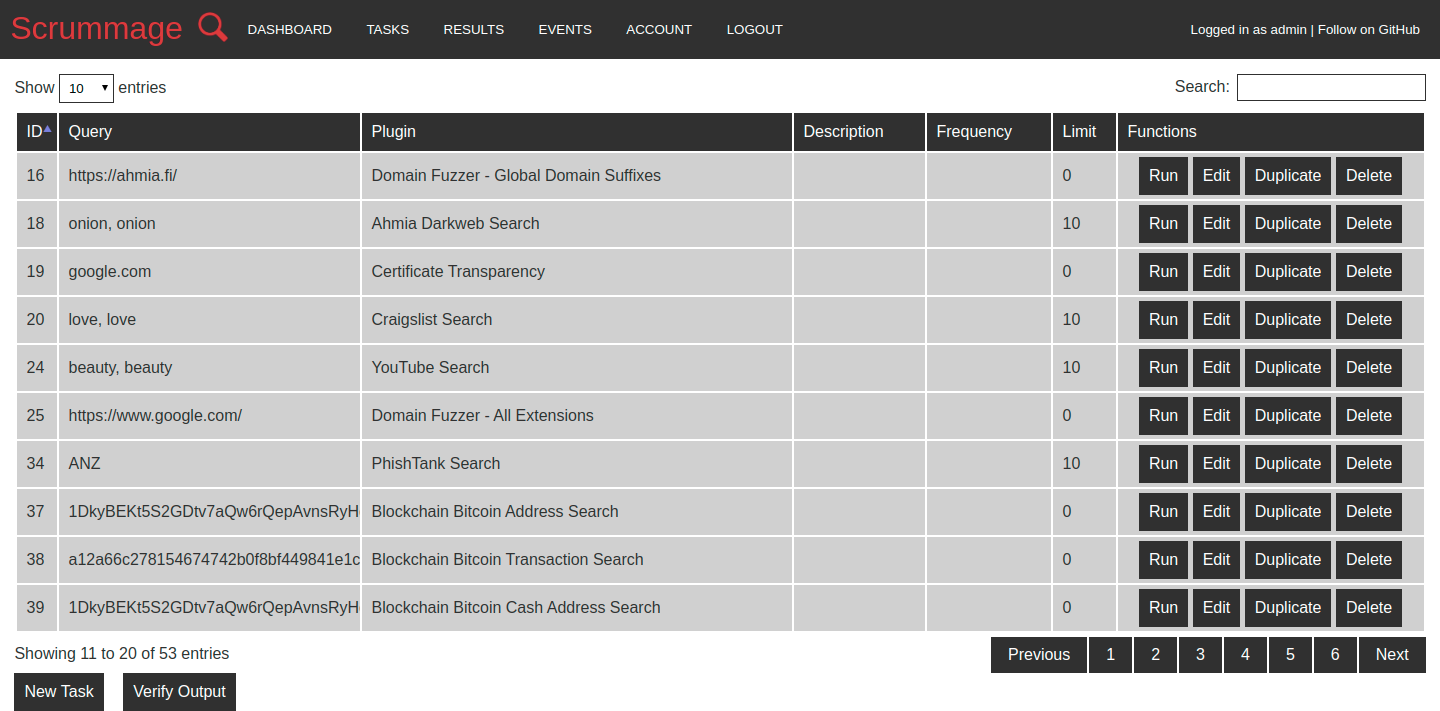 Scrummage DASHBOARD TASKS RESULTS EVENTS ACCOUNT LOGOUT Logged in as admin | Follow on GitHub
Show 10 entries Search:
ID Query Plugin Description Frequency Limit Functions
16 https://ahmia.fi/ Domain Fuzzer - Global Domain Suffixes 0 Run Edit Duplicate Delete
18 onion, onion Ahmia Darkweb Search 10 Run Edit Duplicate Delete
19 google.com Certificate Transparency 0 Run Edit Duplicate Delete
20 love, love Craigslist Search 10 Run Edit Duplicate Delete
24 beauty, beauty YouTube Search 10 Run Edit Duplicate Delete
25 https://www.google.com/ Domain Fuzzer - All Extensions 0 Run Edit Duplicate Delete
34 ANZ PhishTank Search 10 Run Edit Duplicate Delete
37 1DkyBEKt5S2GDtv7aQw6rQepAvnsRyH Blockchain Bitcoin Address Search 0 Run Edit Duplicate Delete
38 a12a66c278154674742b0f8bf449841e1c Blockchain Bitcoin Transaction Search 0 Run Edit Duplicate Delete
39 1DkyBEKt5S2GDtv7aQw6rQepAvnsRyH Blockchain Bitcoin Cash Address Search 0 Run Edit Duplicate Delete
Showing 11 to 20 of 53 entries Previous 1 2 3 4 5 6 Next
New Task Verify Output